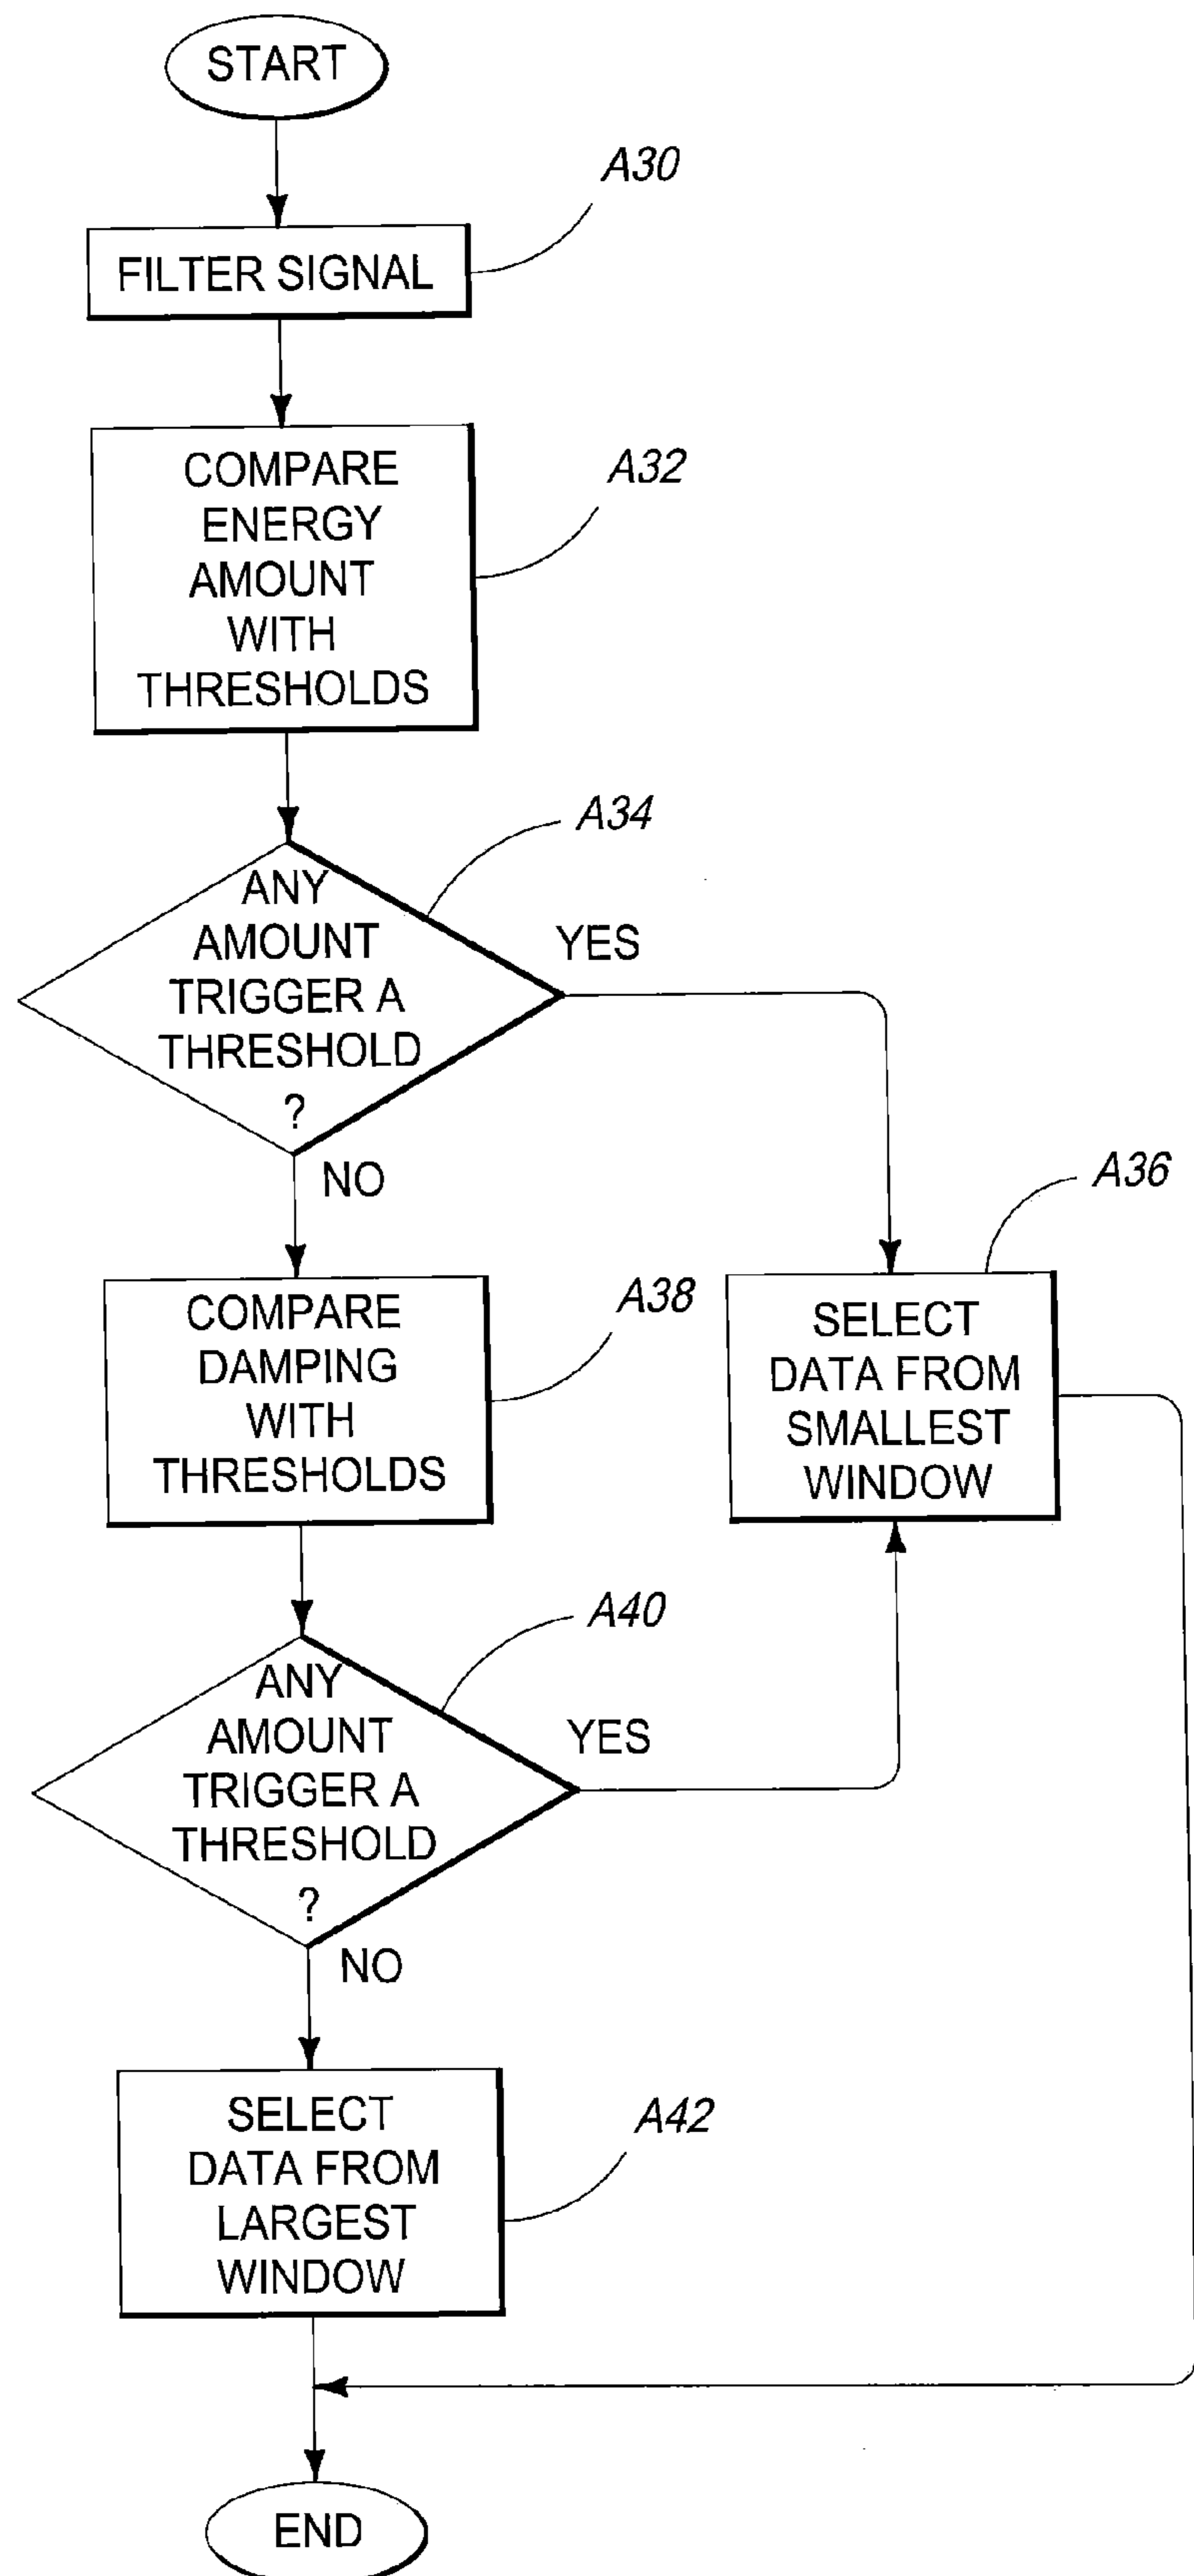 START
A30
FILTER SIGNAL
A32
COMPARE
ENERGY
AMOUNT
WITH
THRESHOLDS
A34
ANY
AMOUNT
TRIGGER A
THRESHOLD
?
YES
NO
A36
SELECT
DATA FROM
SMALLEST
WINDOW
A38
COMPARE
DAMPING
WITH
THRESHOLDS
A40
ANY
AMOUNT
TRIGGER A
THRESHOLD
?
YES
NO
A42
SELECT
DATA FROM
LARGEST
WINDOW
END